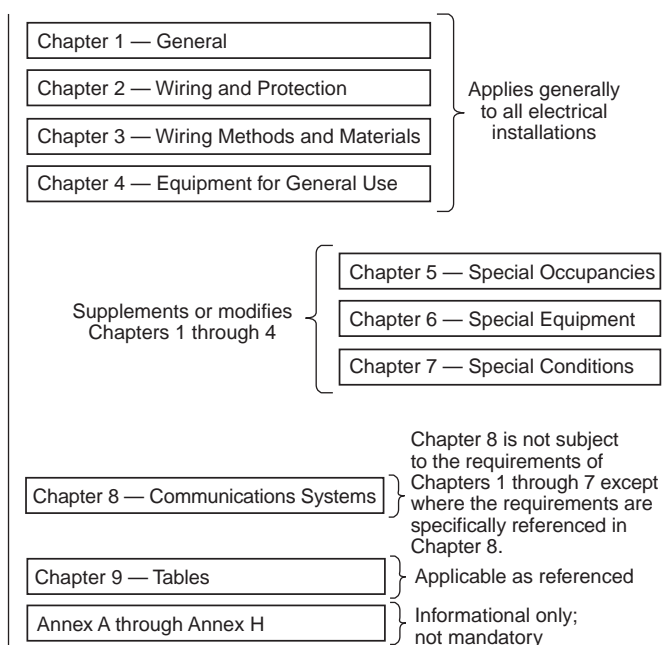 Chapter 1 — General
Chapter 2 — Wiring and Protection
Chapter 3 — Wiring Methods and Materials
Chapter 4 — Equipment for General Use
Applies generally
to all electrical
installations
Supplements or modifies
Chapters 1 through 4
Chapter 5 — Special Occupancies
Chapter 6 — Special Equipment
Chapter 7 — Special Conditions
Chapter 8 — Communications Systems
Chapter 8 is not subject
to the requirements of
Chapters 1 through 7 except
where the requirements are
specifically referenced in
Chapter 8.
Chapter 9 — Tables
Applicable as referenced
Annex A through Annex H
Informational only;
not mandatory